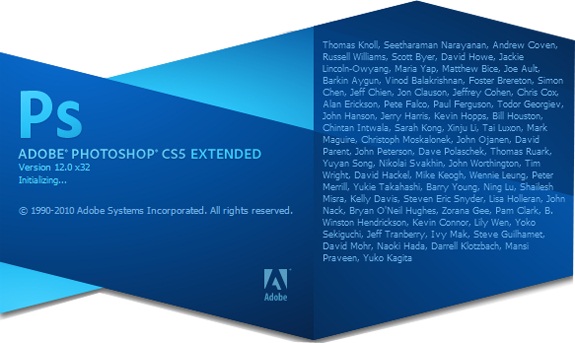 Ps
ADOBE® PHOTOSHOP® CS5 EXTENDED
Version 12.0 x32
Initializing...
© 1990-2010 Adobe Systems Incorporated. All rights reserved.
Adobe
Thomas Knoll, Seetharaman Narayanan, Andrew Coven,
Russell Williams, Scott Byer, David Howe, Jackie
Lincoln-Owyang, Maria Yap, Matthew Bice, Joe Ault,
Barkin Aygun, Vinod Balakrishnan, Foster Brereton, Simon
Chen, Jeff Chien, Jon Clauson, Jeffrey Cohen, Chris Cox,
Alan Erickson, Pete Falco, Paul Ferguson, Todor Georgiev,
John Hanson, Jerry Harris, Kevin Hopps, Bill Houston,
Chintan Intwala, Sarah Kong, Xinju Li, Tai Luxon, Mark
Maguire, Christoph Moskalonek, John Ojanen, David
Parent, John Peterson, Dave Polaschek, Thomas Ruark,
Yuyan Song, Nikolai Svakhin, John Worthington, Tim
Wright, David Hackel, Mike Keogh, Wennie Leung, Peter
Merrill, Yukie Takahashi, Barry Young, Ning Lu, Shailesh
Misra, Kelly Davis, Steven Eric Snyder, Lisa Holleran, John
Nack, Bryan O'Neil Hughes, Zorana Gee, Pam Clark, B.
Winston Hendrickson, Kevin Connor, Lily Wen, Yoko
Sekiguchi, Jeff Tranberry, Ivy Mak, Steve Guilhamet,
David Mohr, Naoki Hada, Darrell Klotzbach, Mansi
Praveen, Yuko Kagita